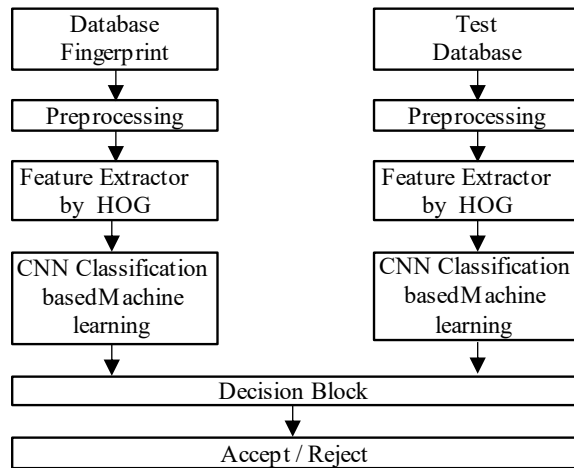 Database
Fingerprint
Preprocessing
Feature Extractor
by HOG
CNN Classification
basedMachine
learning
Test
Database
Preprocessing
Feature Extractor
by HOG
CNN Classification
basedMachine
learning
Decision Block
Accept / Reject